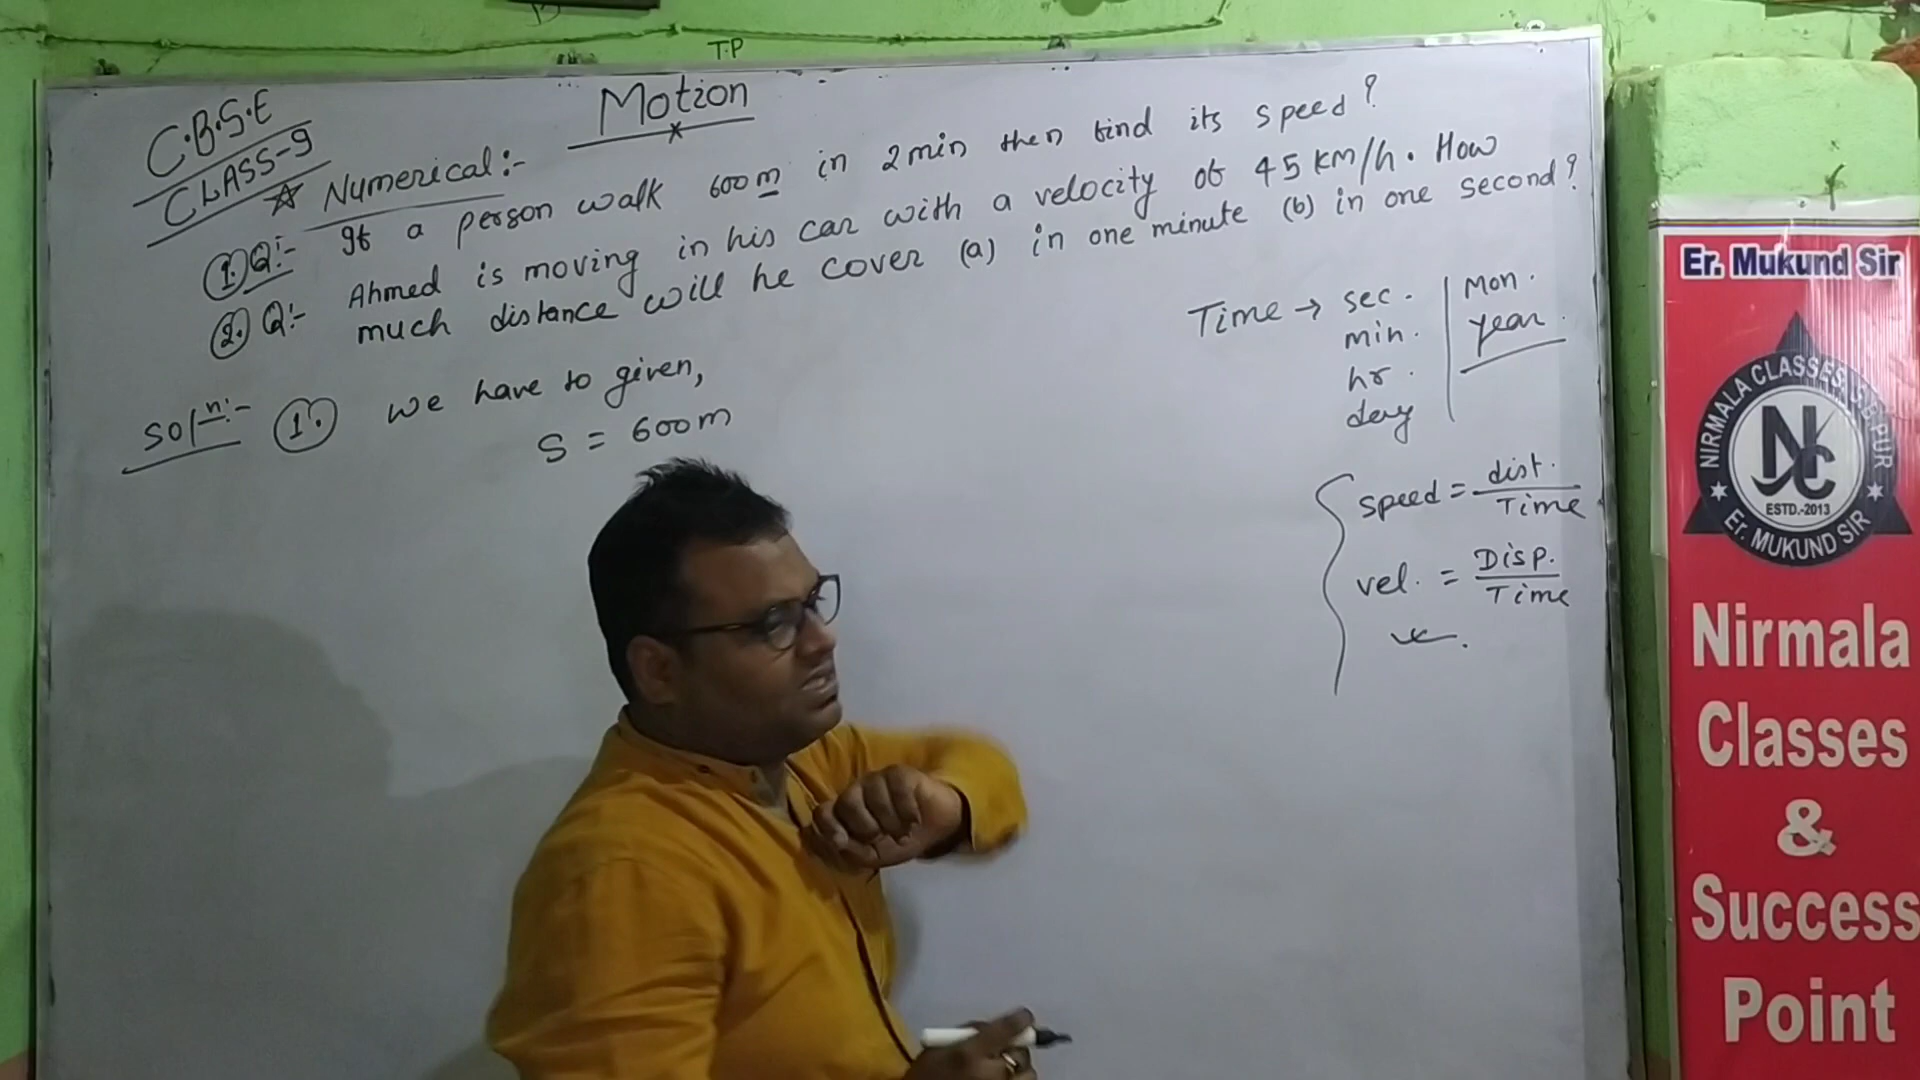 T.P
C.B.S.E
CLASS-9
Motion
Numerical:-
1. Q:- If a person walk 600m in 2min then find its speed?
2. Q:- Ahmed is moving in his car with a velocity of 45 KM/h. How
much distance will he cover (a) in one minute (b) in one second?
Time → sec. | Mon.
min. | year.
hr.
day
Sol n:- 1. We have to given,
S = 600m
speed = dist. / Time
vel. = Disp. / Time
Er. Mukund Sir
NIRMALA CLASSES, S.B.PUR
NC
ESTD.-2013
Er. MUKUND SIR
Nirmala
Classes
&
Success
Point